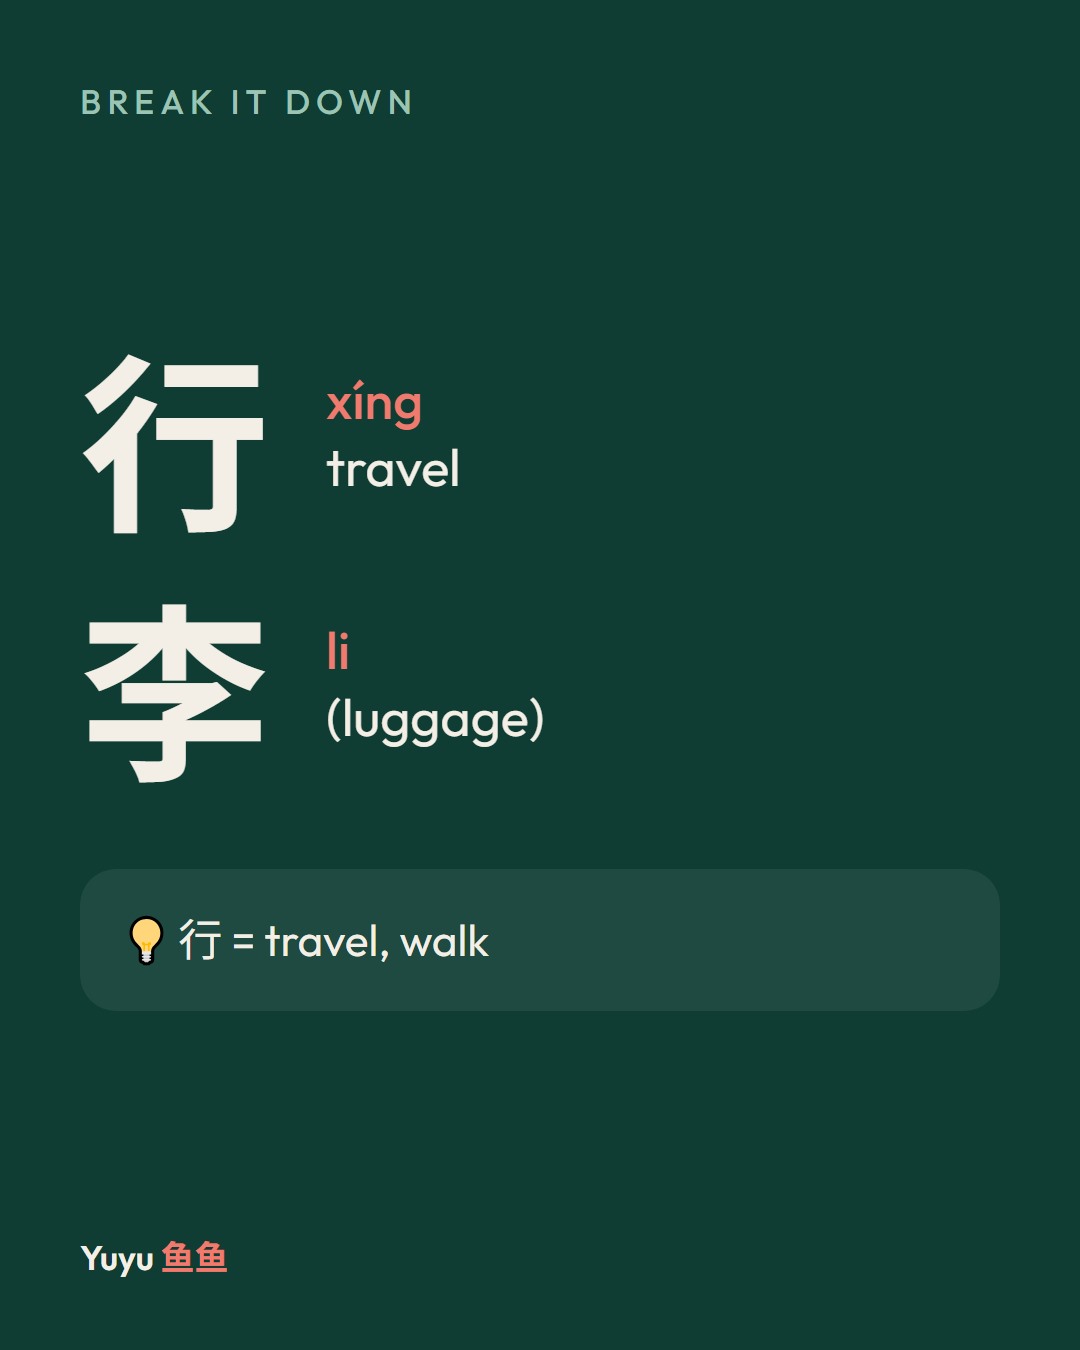 BREAK IT DOWN
行
xíng
travel
李
li
(luggage)
💡 行 = travel, walk
Yuyu 鱼鱼